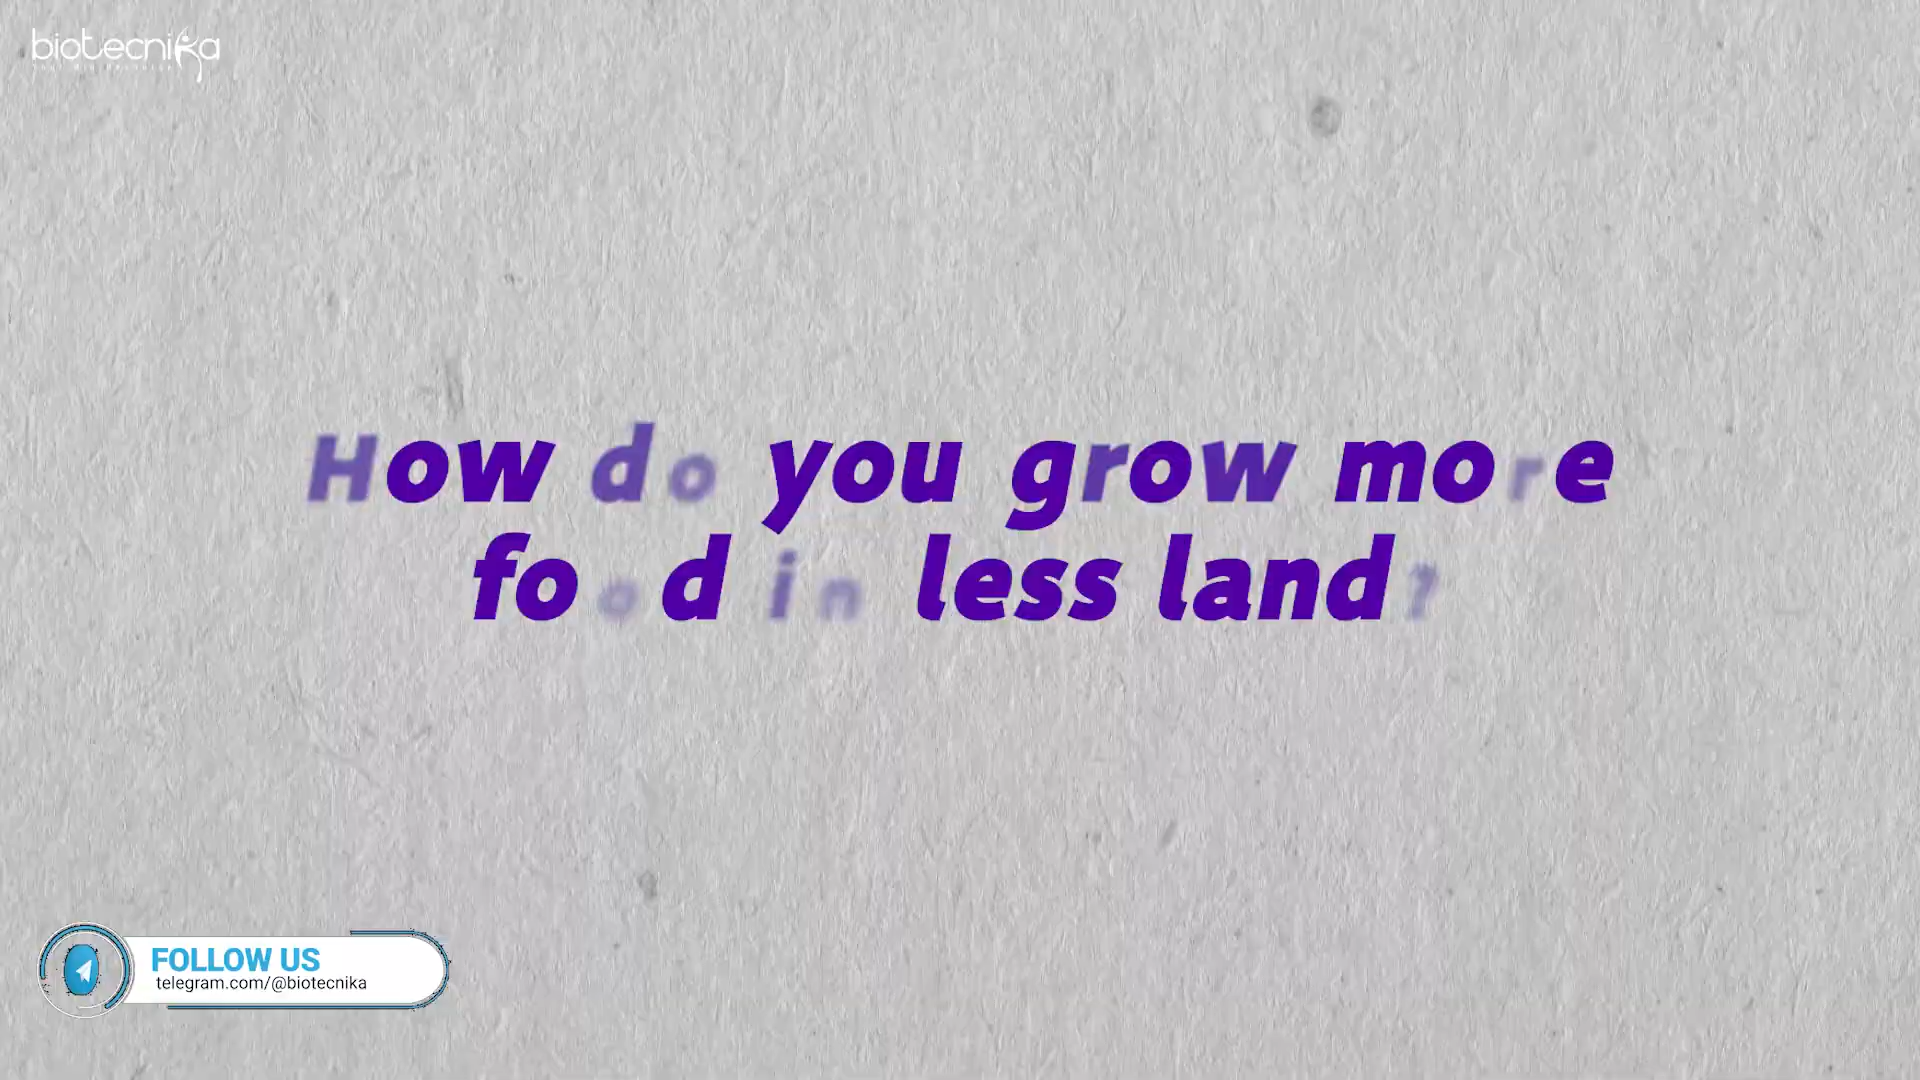 biotecnika
How do you grow more
food in less land?
FOLLOW US
telegram.com/@biotecnika